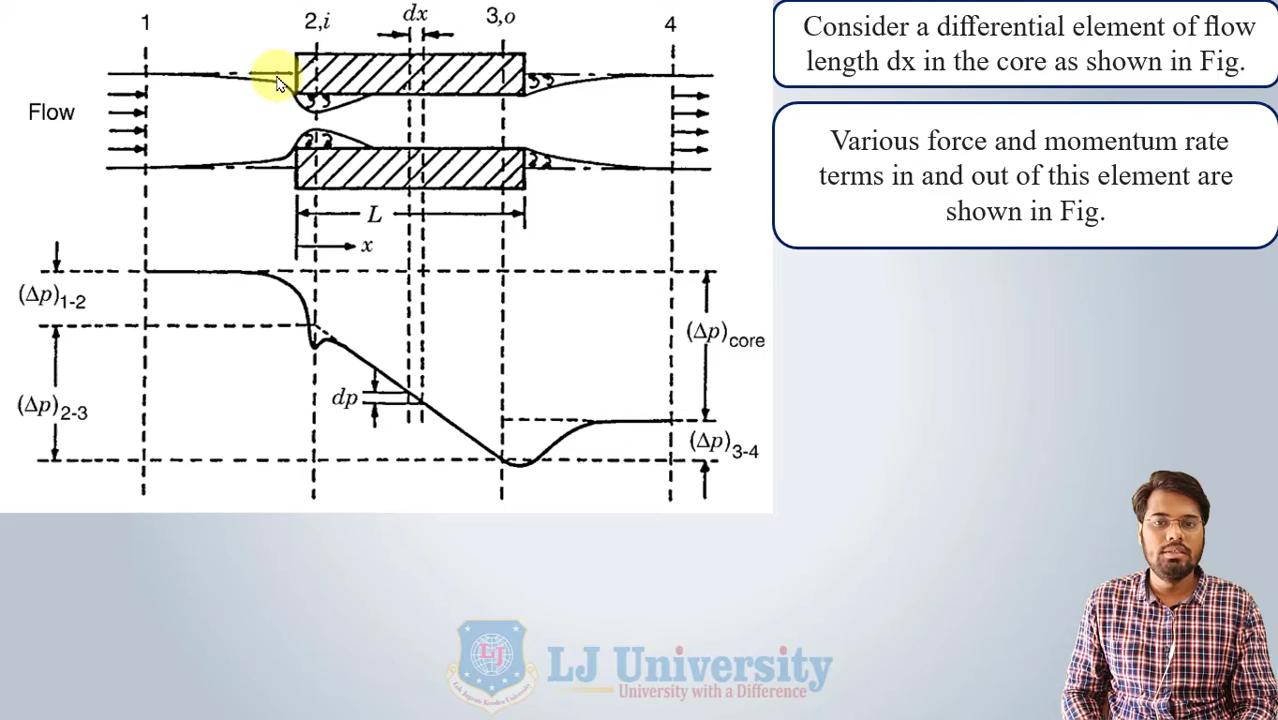 1
2,i
dx
3,o
4
Flow
L
x
(Δp)1-2
(Δp)2-3
dp
(Δp)core
(Δp)3-4
Consider a differential element of flow
length dx in the core as shown in Fig.
Various force and momentum rate
terms in and out of this element are
shown in Fig.
LJ
LJ University
University with a Difference